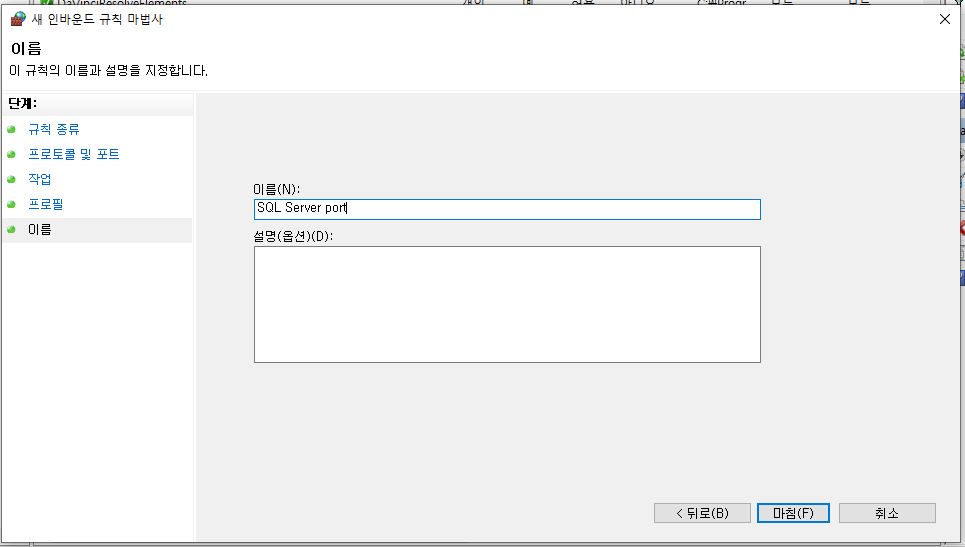 DaVinciResolveElements
새 인바운드 규칙 마법사
이름
이 규칙의 이름과 설명을 지정합니다.
단계:
규칙 종류
프로토콜 및 포트
작업
프로필
이름
이름(N):
SQL Server port
설명(옵션)(D):
< 뒤로(B)
마침(F)
취소